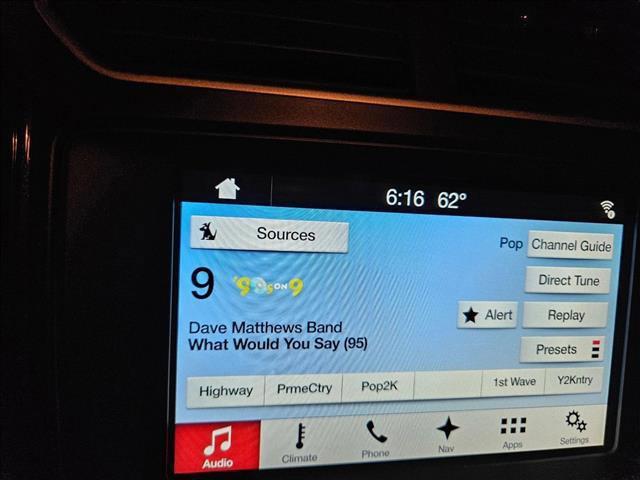 6:16 62°
Sources
Pop
Channel Guide
9
'90s ON 9
Direct Tune
Alert
Replay
Dave Matthews Band
What Would You Say (95)
Presets
Highway PrmeCtry Pop2K 1st Wave Y2Kntry
Audio Climate Phone Nav Apps Settings